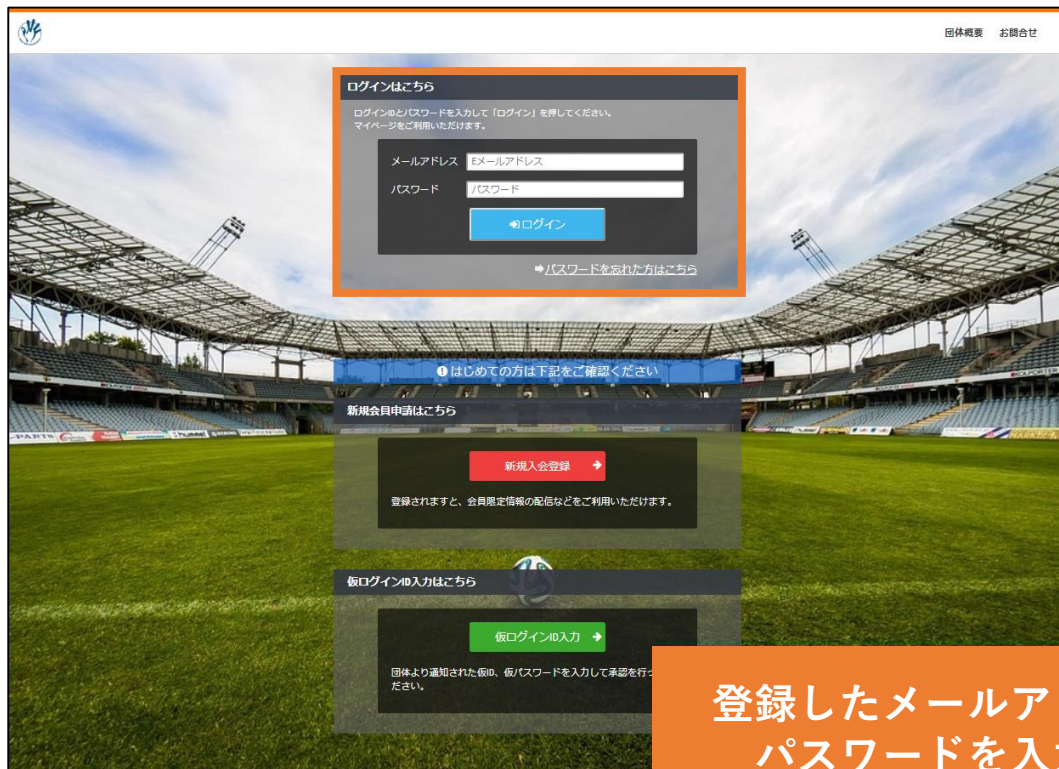 団体概要 お問合せ
ログインはこちら
ログインIDとパスワードを入力して「ログイン」を押してください。
マイページをご利用いただけます。
メールアドレス Eメールアドレス
パスワード パスワード
ログイン
パスワードを忘れた方はこちら
はじめての方は下記をご確認ください
新規会員申請はこちら
新規入会登録
登録されますと、会員限定情報の配信などをご利用いただけます。
仮ログインID入力はこちら
仮ログインID入力
団体より通知された仮ID、仮パスワードを入力して承認を行っ
ださい。
登録したメールア
パスワードを入